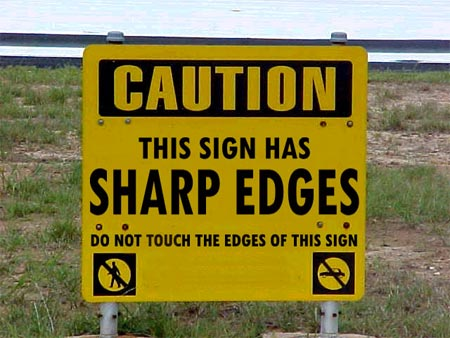 CAUTION
THIS SIGN HAS
SHARP EDGES
DO NOT TOUCH THE EDGES OF THIS SIGN